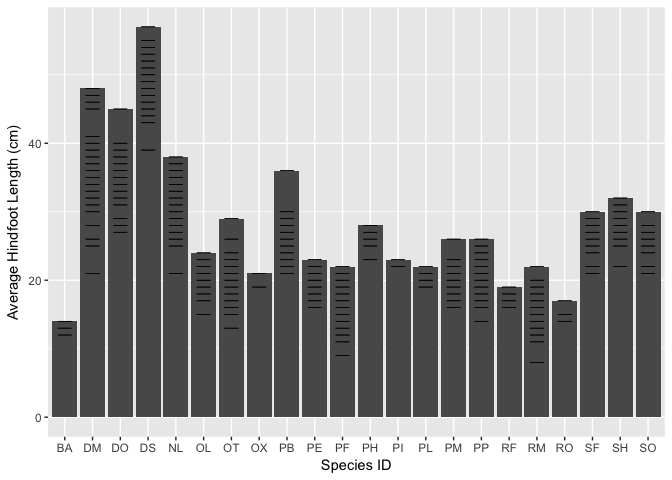 Average Hindfoot Length (cm)
40
20
0
BA DM DO DS NL OL OT OX PB PE PF PH PI PL PM PP RF RM RO SF SH SO
Species ID